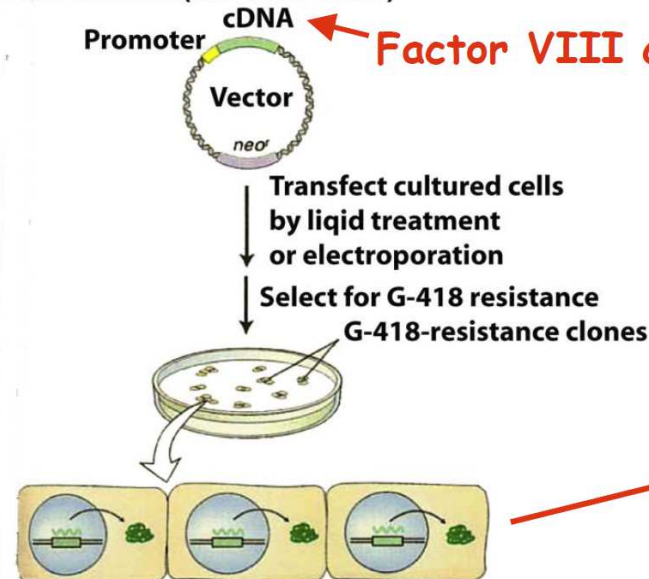 cDNA
Promoter
Factor VIII
Vector
neoʳ
Transfect cultured cells
by liqid treatment
or electroporation
Select for G-418 resistance
G-418-resistance clones